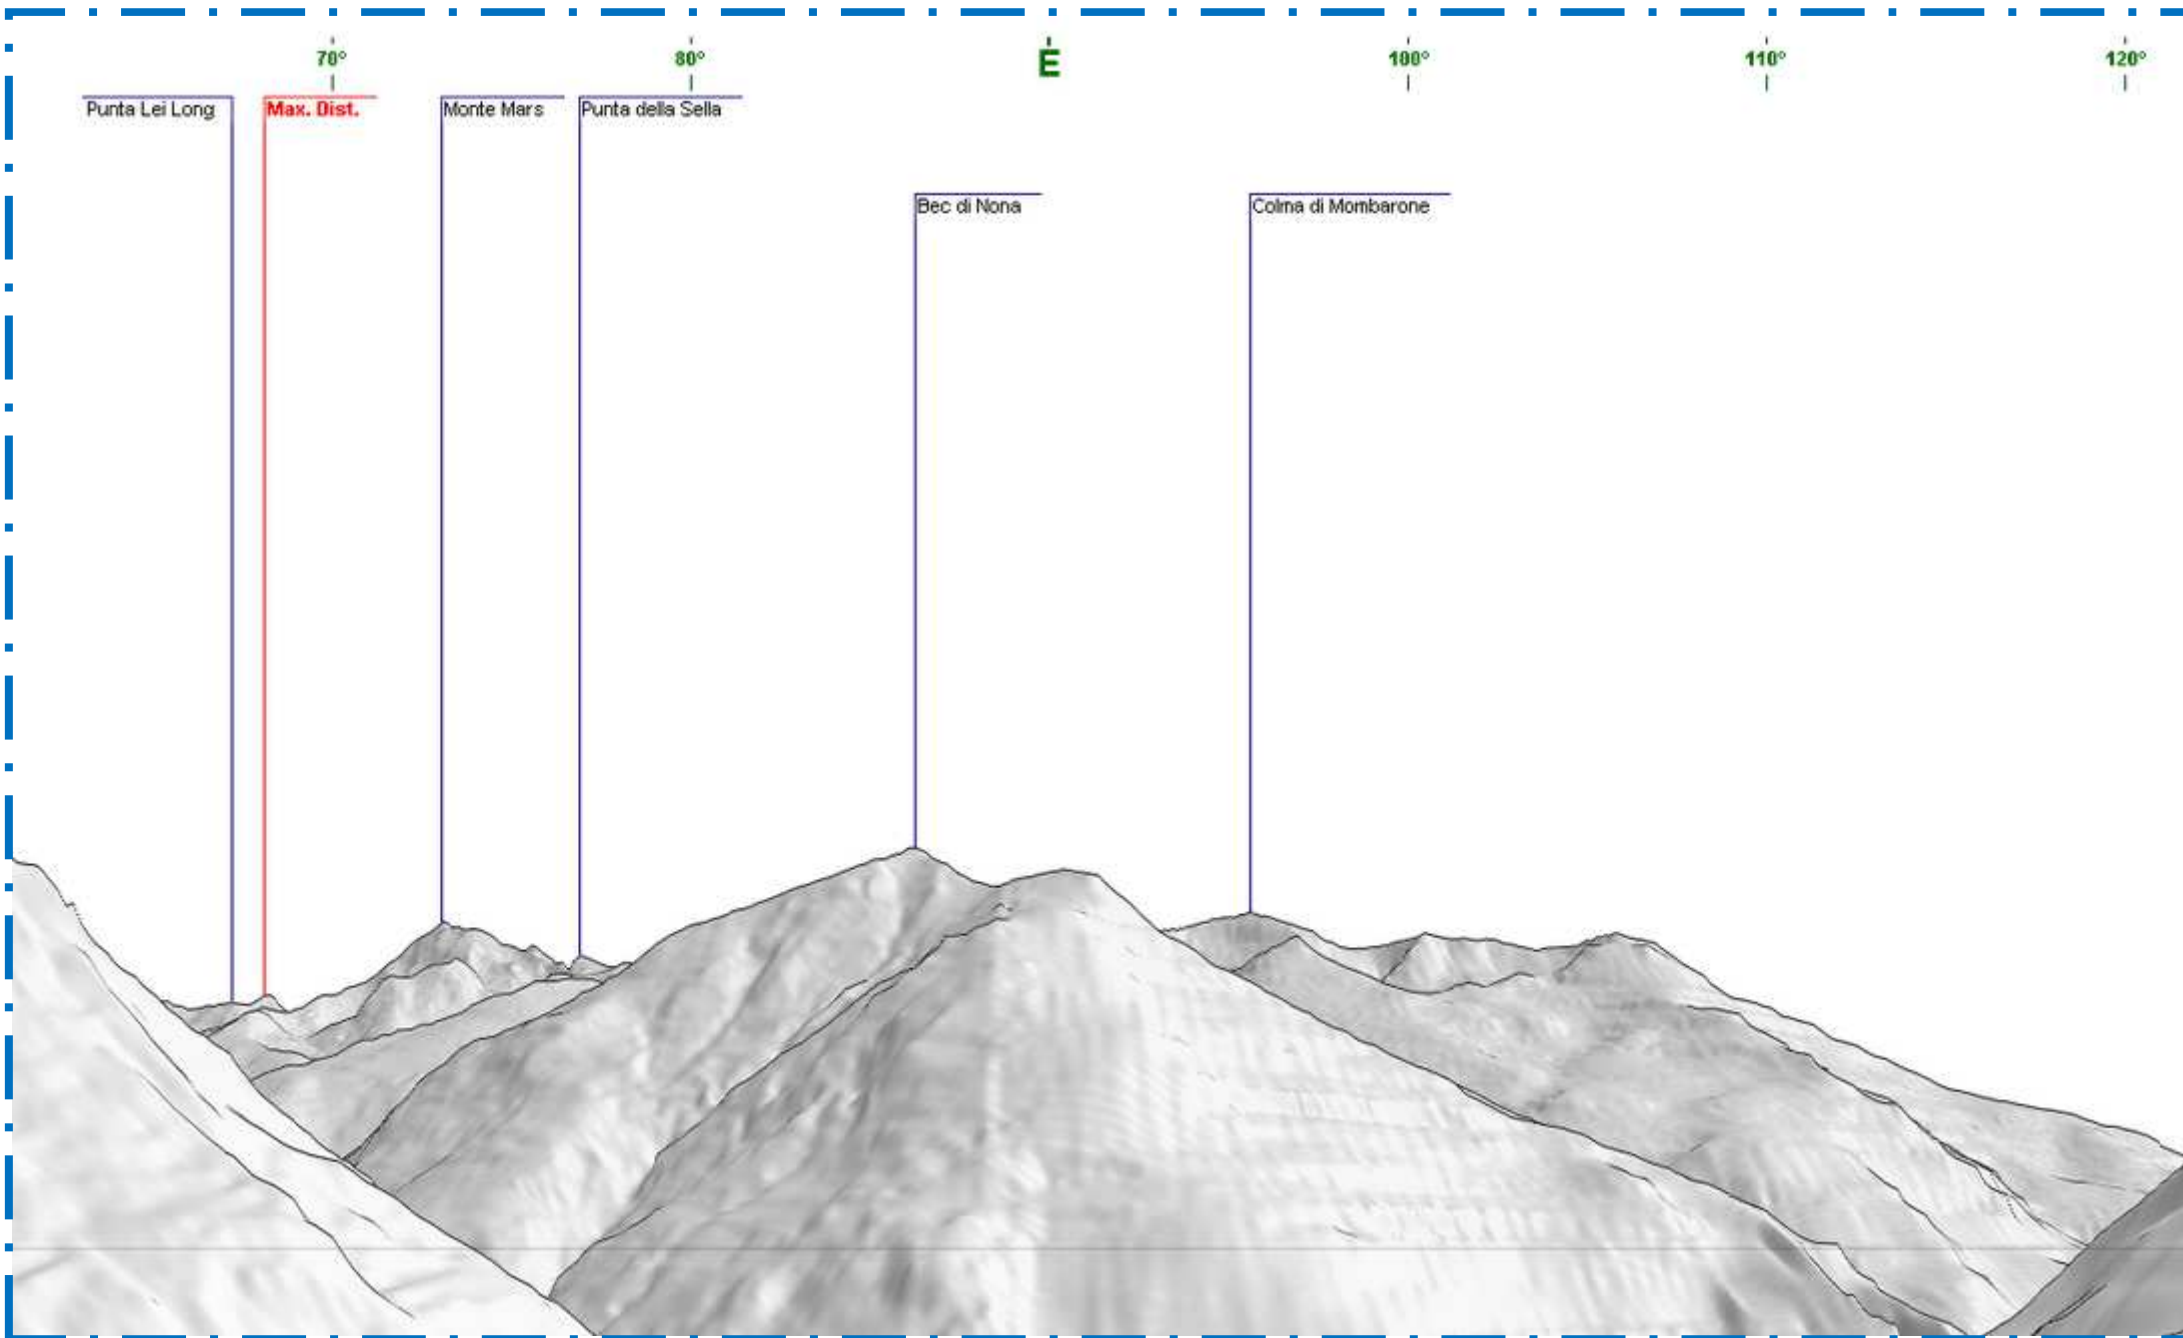 70° 80° E 100° 110° 120°
Punta Lei Long Max. Dist. Monte Mars Punta della Sella
Bec di Nona Colma di Mombarone